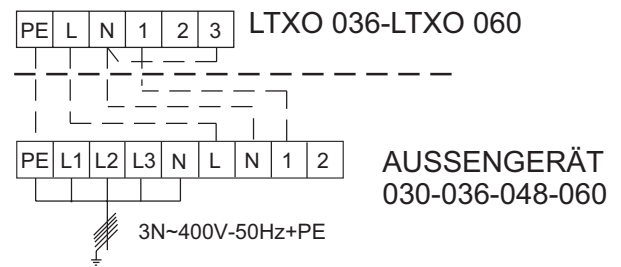 PE L N 1 2 3 LTXO 036-LTXO 060
PE L1 L2 L3 N L N 1 2
AUSSENGERÄT
030-036-048-060
3N~400V-50Hz+PE